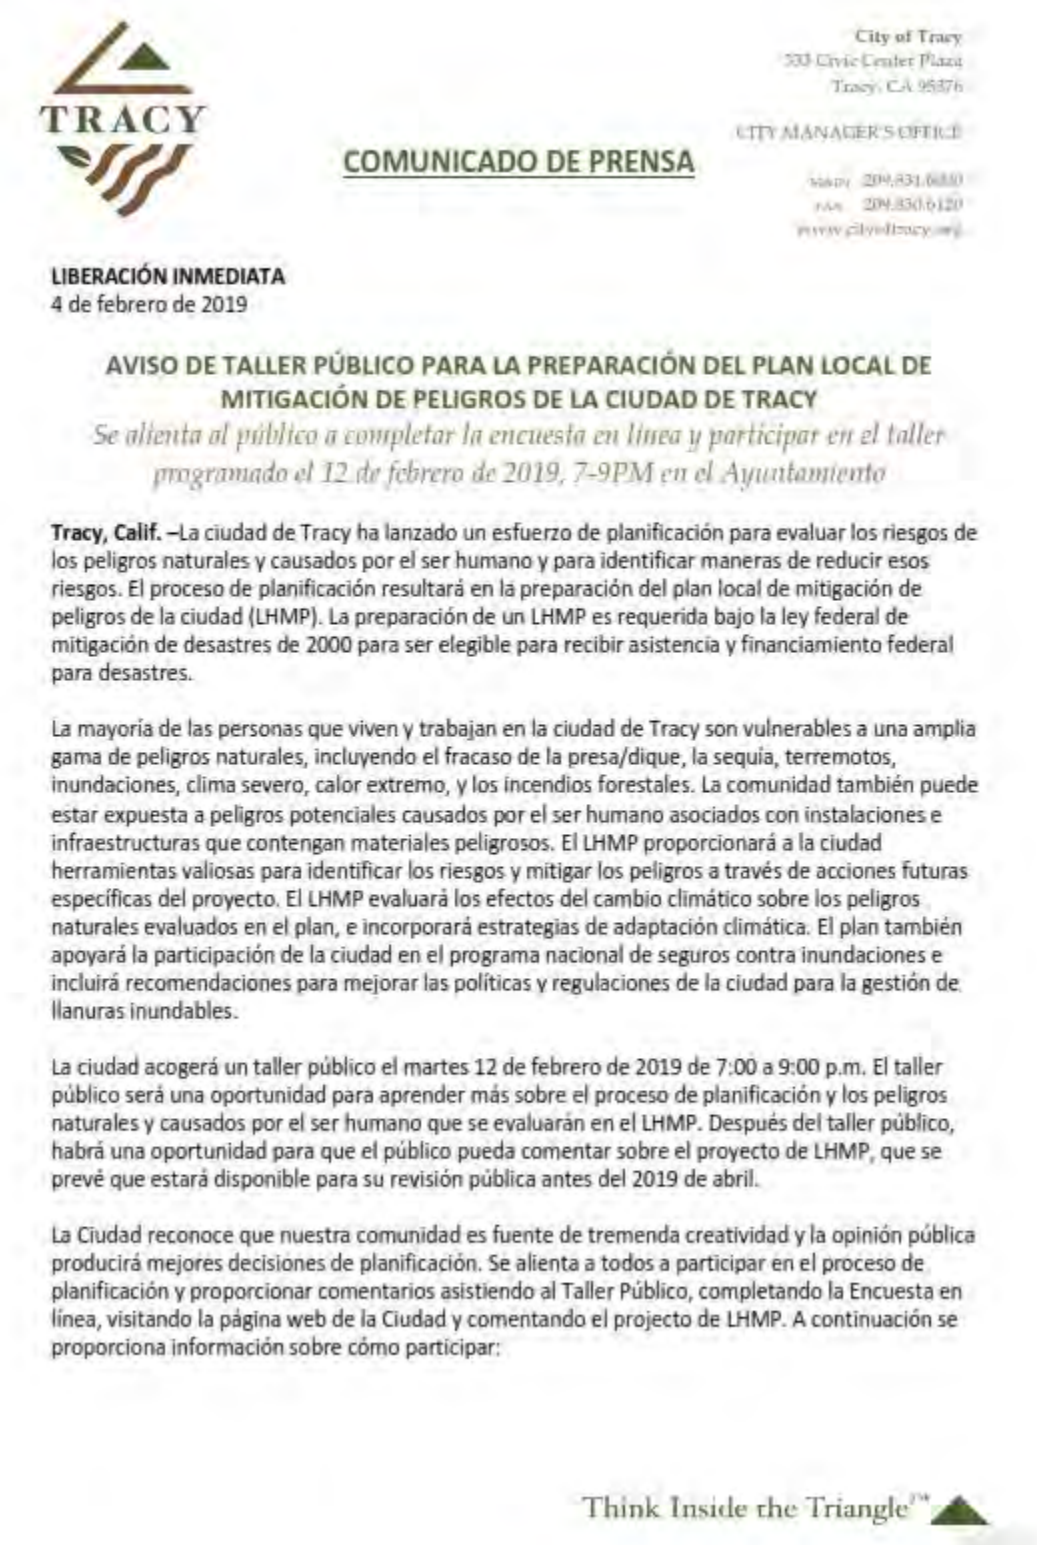 TRACY
City of Tracy
333 Civic Center Plaza
Tracy, CA 95376
CITY MANAGER'S OFFICE
MAIN 209.831.6000
FAX 209.830.6120
www.cityoftracy.org
COMUNICADO DE PRENSA
LIBERACIÓN INMEDIATA
4 de febrero de 2019
AVISO DE TALLER PÚBLICO PARA LA PREPARACIÓN DEL PLAN LOCAL DE
MITIGACIÓN DE PELIGROS DE LA CIUDAD DE TRACY
Se alienta al público a completar la encuesta en línea y participar en el taller
programado el 12 de febrero de 2019, 7-9PM en el Ayuntamiento
Tracy, Calif. –La ciudad de Tracy ha lanzado un esfuerzo de planificación para evaluar los riesgos de
los peligros naturales y causados por el ser humano y para identificar maneras de reducir esos
riesgos. El proceso de planificación resultará en la preparación del plan local de mitigación de
peligros de la ciudad (LHMP). La preparación de un LHMP es requerida bajo la ley federal de
mitigación de desastres de 2000 para ser elegible para recibir asistencia y financiamiento federal
para desastres.
La mayoría de las personas que viven y trabajan en la ciudad de Tracy son vulnerables a una amplia
gama de peligros naturales, incluyendo el fracaso de la presa/dique, la sequía, terremotos,
inundaciones, clima severo, calor extremo, y los incendios forestales. La comunidad también puede
estar expuesta a peligros potenciales causados por el ser humano asociados con instalaciones e
infraestructuras que contengan materiales peligrosos. El LHMP proporcionará a la ciudad
herramientas valiosas para identificar los riesgos y mitigar los peligros a través de acciones futuras
específicas del proyecto. El LHMP evaluará los efectos del cambio climático sobre los peligros
naturales evaluados en el plan, e incorporará estrategias de adaptación climática. El plan también
apoyará la participación de la ciudad en el programa nacional de seguros contra inundaciones e
incluirá recomendaciones para mejorar las políticas y regulaciones de la ciudad para la gestión de
llanuras inundables.
La ciudad acogerá un taller público el martes 12 de febrero de 2019 de 7:00 a 9:00 p.m. El taller
público será una oportunidad para aprender más sobre el proceso de planificación y los peligros
naturales y causados por el ser humano que se evaluarán en el LHMP. Después del taller público,
habrá una oportunidad para que el público pueda comentar sobre el proyecto de LHMP, que se
prevé que estará disponible para su revisión pública antes del 2019 de abril.
La Ciudad reconoce que nuestra comunidad es fuente de tremenda creatividad y la opinión pública
producirá mejores decisiones de planificación. Se alienta a todos a participar en el proceso de
planificación y proporcionar comentarios asistiendo al Taller Público, completando la Encuesta en
línea, visitando la página web de la Ciudad y comentando el projecto de LHMP. A continuación se
proporciona información sobre cómo participar:
Think Inside the Triangle™